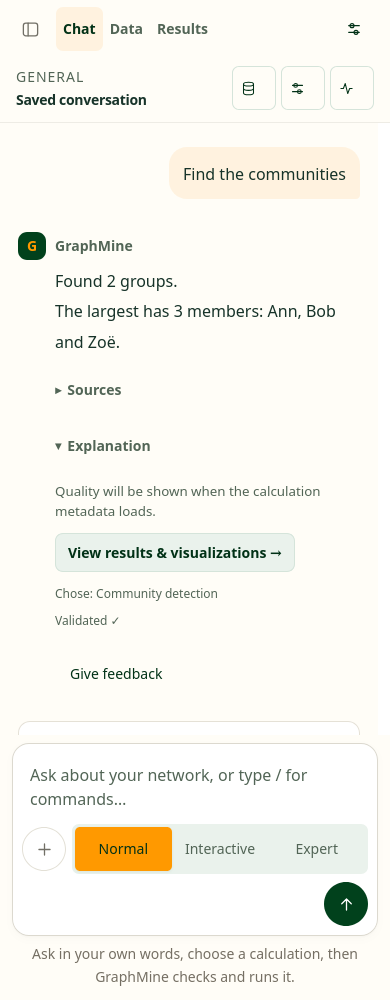 Chat Data Results
GENERAL
Saved conversation
Find the communities
G GraphMine
Found 2 groups.
The largest has 3 members: Ann, Bob
and Zoë.
▸ Sources
▾ Explanation
Quality will be shown when the calculation
metadata loads.
View results & visualizations →
Chose: Community detection
Validated ✓
Give feedback
Ask about your network, or type / for
commands...
Normal Interactive Expert
Ask in your own words, choose a calculation, then
GraphMine checks and runs it.